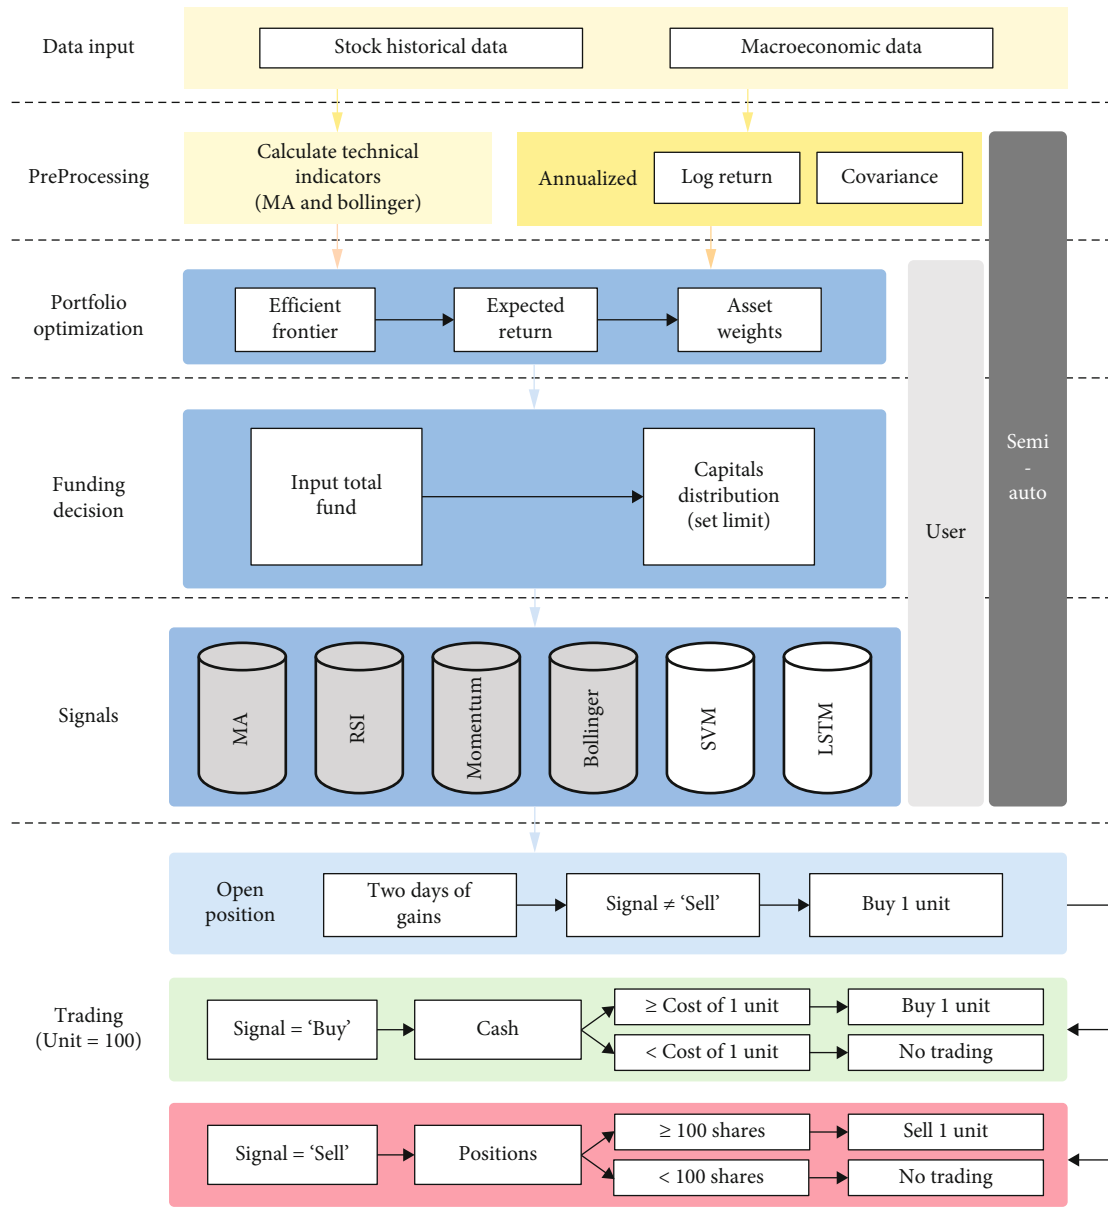 Data input
Stock historical data
Macroeconomic data
PreProcessing
Calculate technical
indicators
(MA and bollinger)
Annualized
Log return
Covariance
Portfolio
optimization
Efficient
frontier
Expected
return
Asset
weights
Funding
decision
Input total
fund
Capitals
distribution
(set limit)
User
Semi
-
auto
Signals
MA
RSI
Momentum
Bollinger
SVM
LSTM
Open
position
Two days of
gains
Signal ≠ ‘Sell’
Buy 1 unit
Trading
(Unit = 100)
Signal = ‘Buy’
Cash
≥ Cost of 1 unit
Buy 1 unit
< Cost of 1 unit
No trading
Signal = ‘Sell’
Positions
≥ 100 shares
Sell 1 unit
< 100 shares
No trading